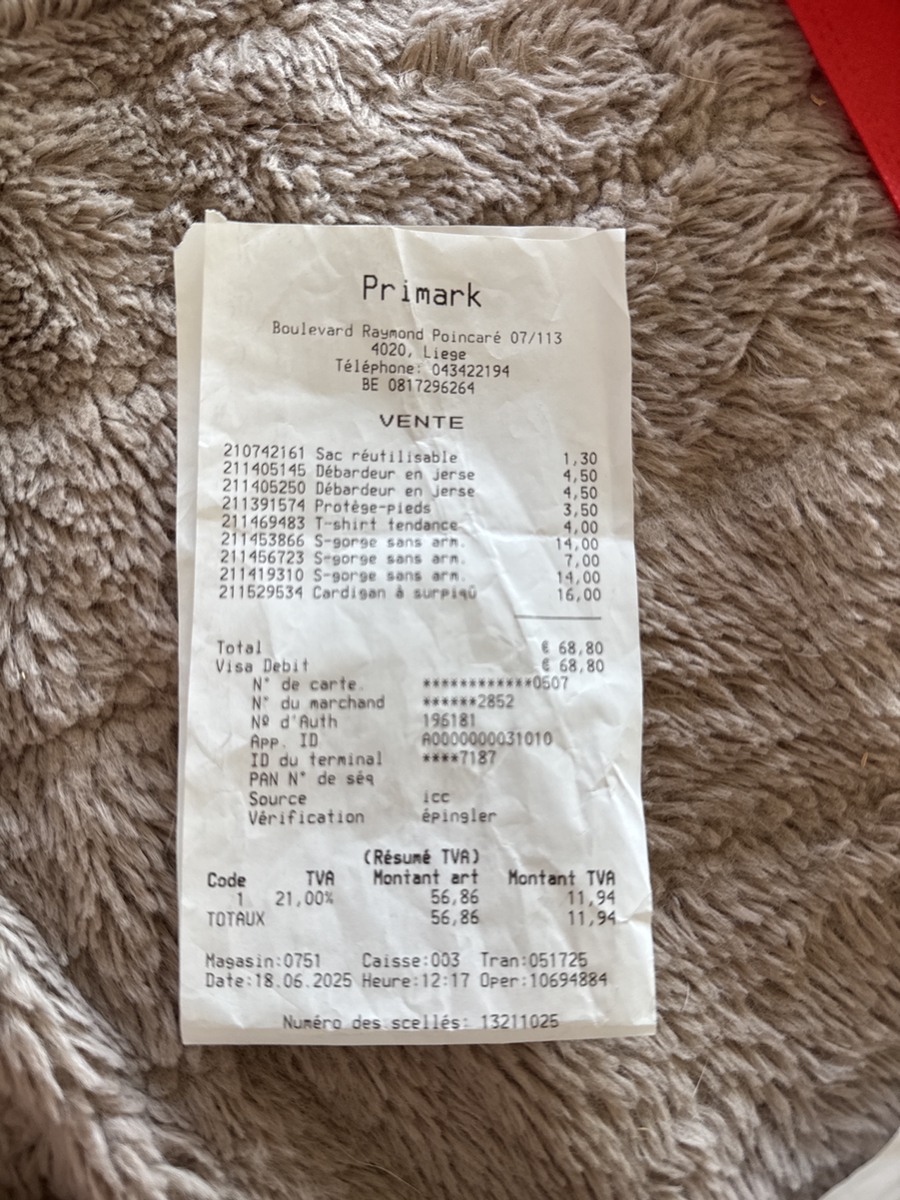 Primark
Boulevard Raymond Poincaré 07/113
4020, Liege
Téléphone: 043422194
BE 0817296264
VENTE
210742161 Sac réutilisable 1,30
211405145 Débardeur en jerse 4,50
211405250 Débardeur en jerse 4,50
211391574 Protège-pieds 3,50
211469483 T-shirt tendance 4,00
211453866 S-gorge sans arm. 14,00
211456723 S-gorge sans arm. 7,00
211419310 S-gorge sans arm. 14,00
211529534 Cardigan à surpiqû 16,00
Total € 68,80
Visa Debit € 68,80
N° de carte. ************0507
N° du marchand ******2852
Nº d'Auth 196181
App. ID A0000000031010
ID du terminal ****7187
PAN N° de séq
Source icc
Vérification épingler
(Résumé TVA)
Code TVA Montant art Montant TVA
1 21,00% 56,86 11,94
TOTAUX 56,86 11,94
Magasin:0751 Caisse:003 Tran:051725
Date:18.06.2025 Heure:12:17 Oper:10694884
Numéro des scellés: 13211025